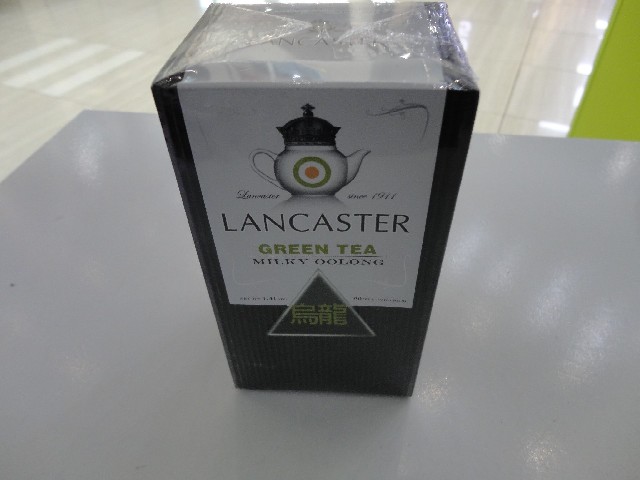 LANCASTER
Lancaster since 1911
LANCASTER
GREEN TEA
MILKY OOLONG
烏龍